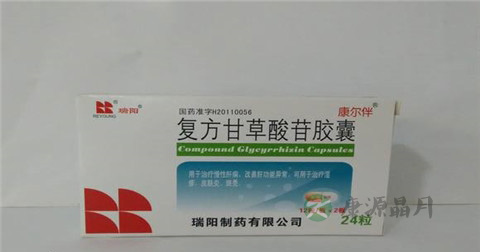 瑞阳®
REYOUNG
国药准字H20110056
康尔伴®
复方甘草酸苷胶囊
Compound Glycyrrhizin Capsules
用于治疗慢性肝病，改善肝功能异常。可用于治疗湿
疹、皮肤炎、斑秃。
24粒
瑞阳制药有限公司
康源晶月